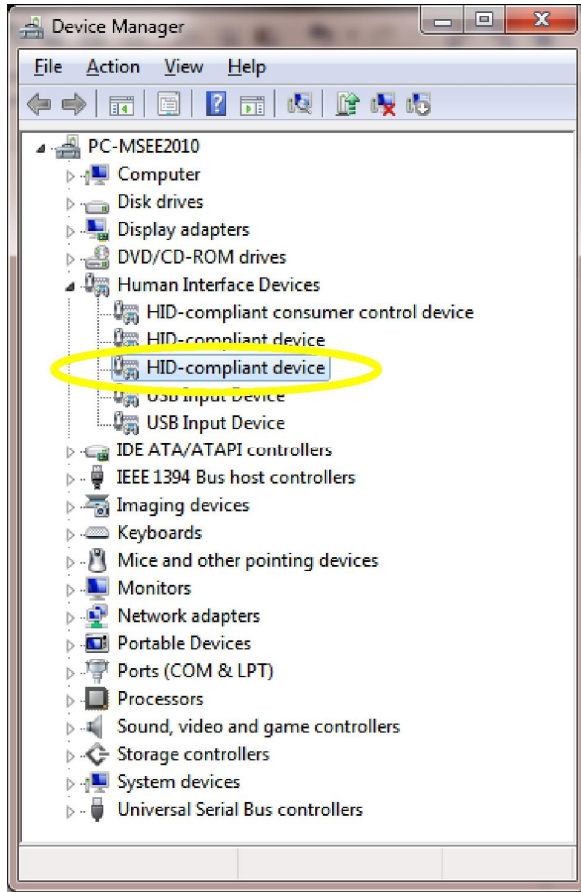 Device Manager
File Action View Help
PC-MSEE2010
Computer
Disk drives
Display adapters
DVD/CD-ROM drives
Human Interface Devices
HID-compliant consumer control device
HID-compliant device
HID-compliant device
USB Input Device
USB Input Device
IDE ATA/ATAPI controllers
IEEE 1394 Bus host controllers
Imaging devices
Keyboards
Mice and other pointing devices
Monitors
Network adapters
Portable Devices
Ports (COM & LPT)
Processors
Sound, video and game controllers
Storage controllers
System devices
Universal Serial Bus controllers